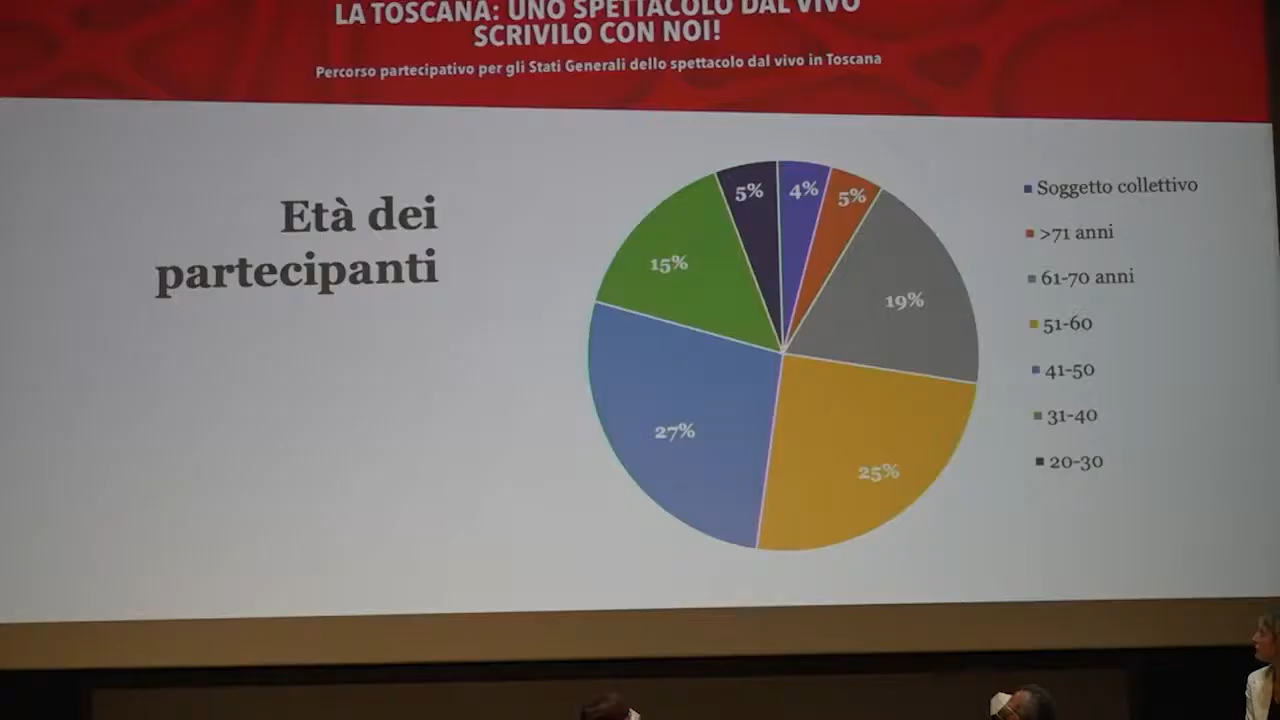 LA TOSCANA: UNO SPETTACOLO DAL VIVO
SCRIVILO CON NOI!
Percorso partecipativo per gli Stati Generali dello spettacolo dal vivo in Toscana
Età dei
partecipanti
5%
4%
5%
15%
19%
27%
25%
Soggetto collettivo
>71 anni
61-70 anni
51-60
41-50
31-40
20-30